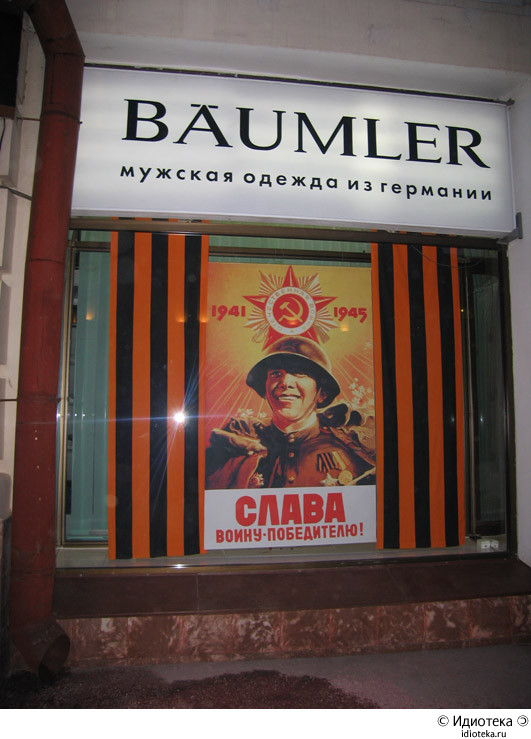 BÄUMLER
мужская одежда из германии
1941 1945
СЛАВА
ВОИНУ-ПОБЕДИТЕЛЮ!
© Идиотека
idioteka.ru